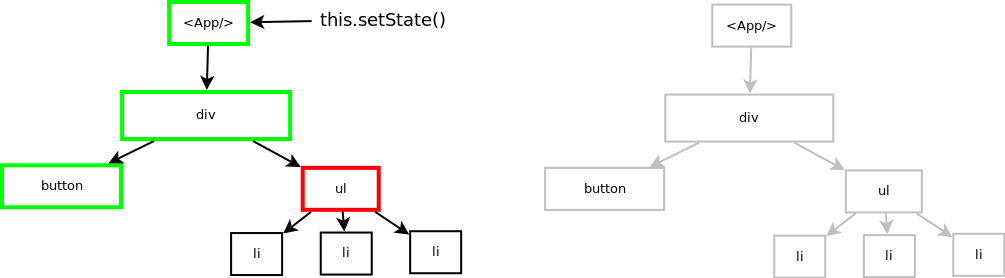 <App/>
this.setState()
div
button
ul
li
li
li
<App/>
div
button
ul
li
li
li